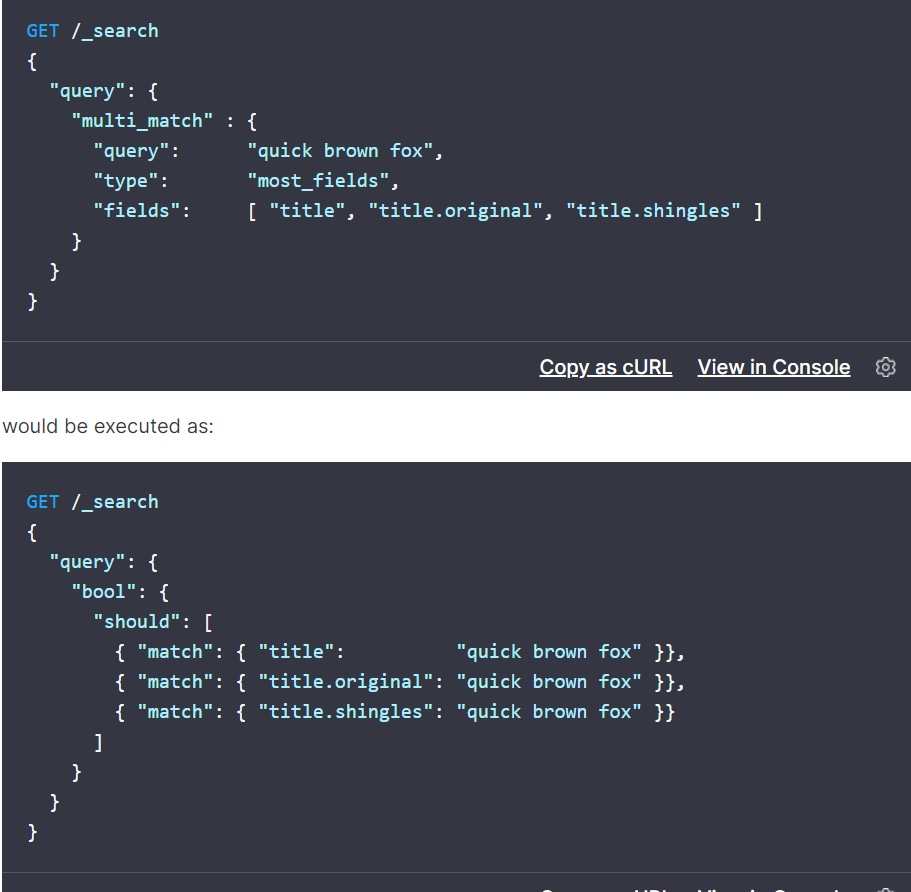 GET /_search
{
  "query": {
    "multi_match" : {
      "query":      "quick brown fox",
      "type":       "most_fields",
      "fields":     [ "title", "title.original", "title.shingles" ]
    }
  }
}
Copy as cURL View in Console
would be executed as:
GET /_search
{
  "query": {
    "bool": {
      "should": [
        { "match": { "title":          "quick brown fox" }},
        { "match": { "title.original": "quick brown fox" }},
        { "match": { "title.shingles": "quick brown fox" }}
      ]
    }
  }
}